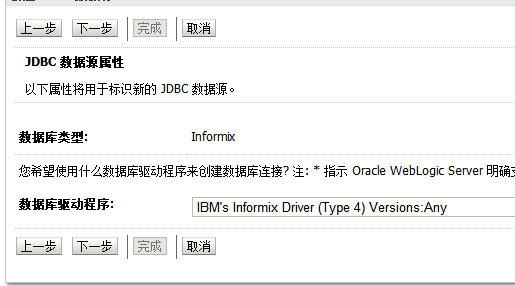 上一步 下一步 完成 取消
JDBC 数据源属性
以下属性将用于标识新的 JDBC 数据源。
数据库类型: Informix
您希望使用什么数据库驱动程序来创建数据库连接? 注: * 指示 Oracle WebLogic Server 明确
数据库驱动程序: IBM's Informix Driver (Type 4) Versions:Any
上一步 下一步 完成 取消